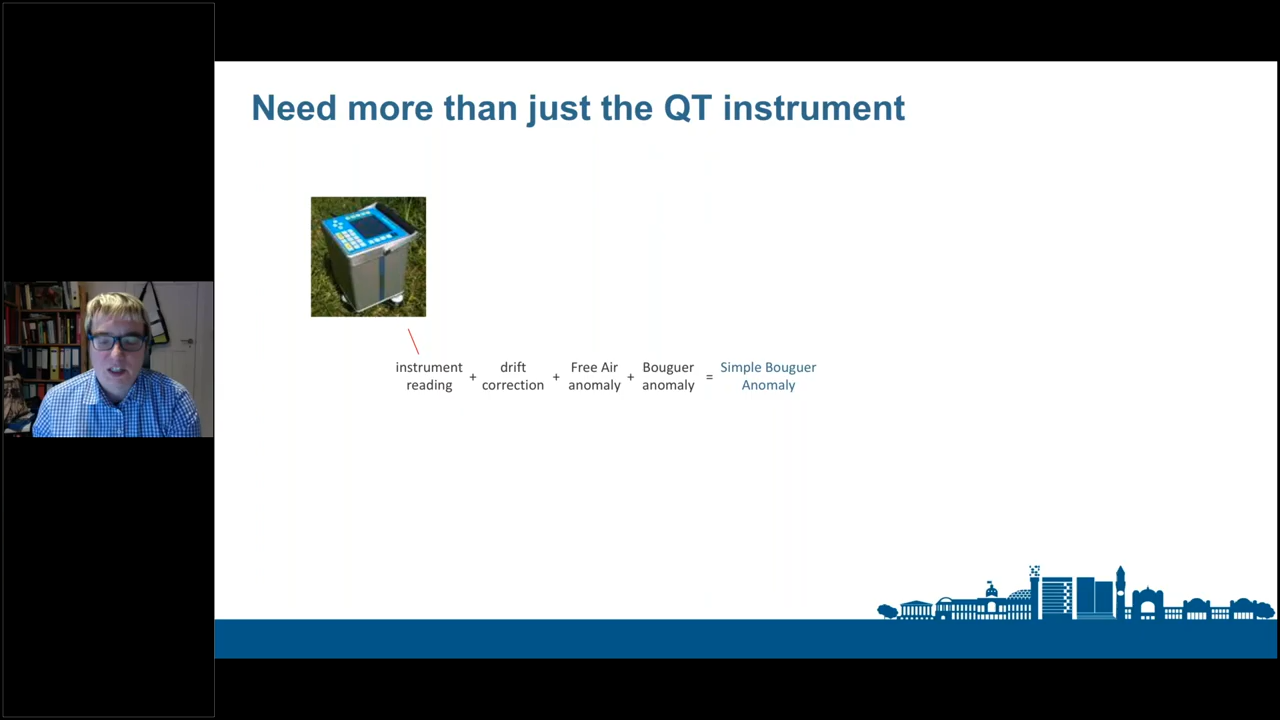 Need more than just the QT instrument
instrument
reading
+
drift
correction
+
Free Air
anomaly
+
Bouguer
anomaly
=
Simple Bouguer
Anomaly